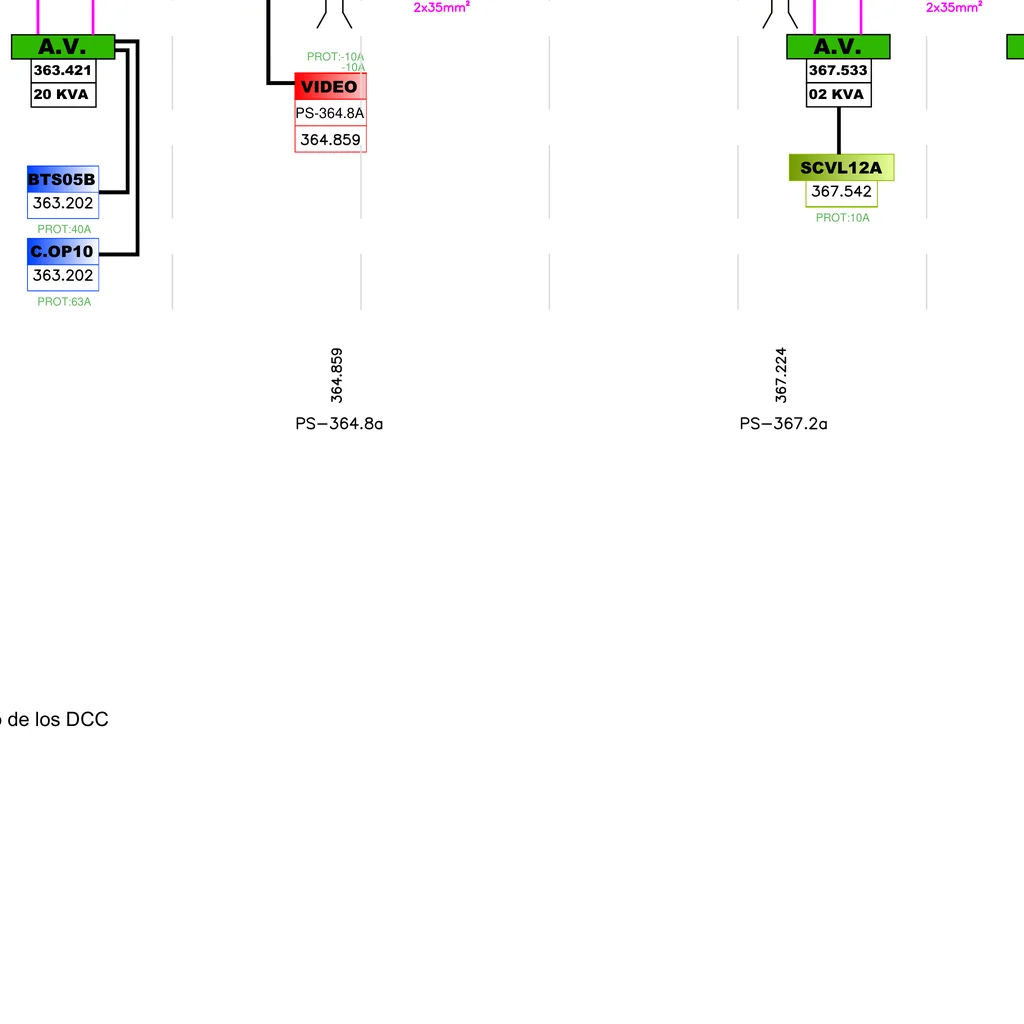 2x35mm²
2x35mm²
A.V.
363.421
20 KVA
BTS05B
363.202
PROT:40A
C.OP10
363.202
PROT:63A
PROT:-10A
-10A
VIDEO
PS-364.8A
364.859
A.V.
367.533
02 KVA
SCVL12A
367.542
PROT:10A
364.859
PS-364.8a
367.224
PS-367.2a
de los DCC